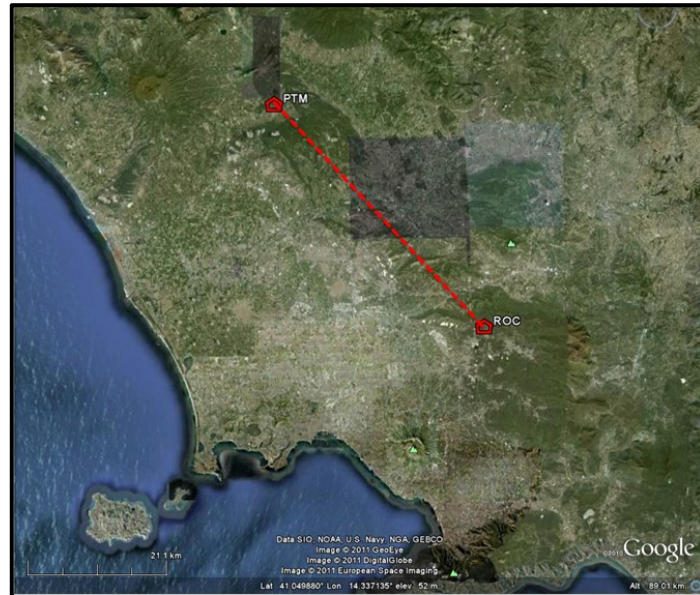 PTM
ROC
Data SIO, NOAA, U.S. Navy, NGA, GEBCO
Image © 2011 GeoEye
Image © 2011 DigitalGlobe
Image © 2011 European Space Imaging
©2010 Google
21.1 km
Lat 41.049880° Lon 14.337135° elev 52 m
Alt 89.01 km